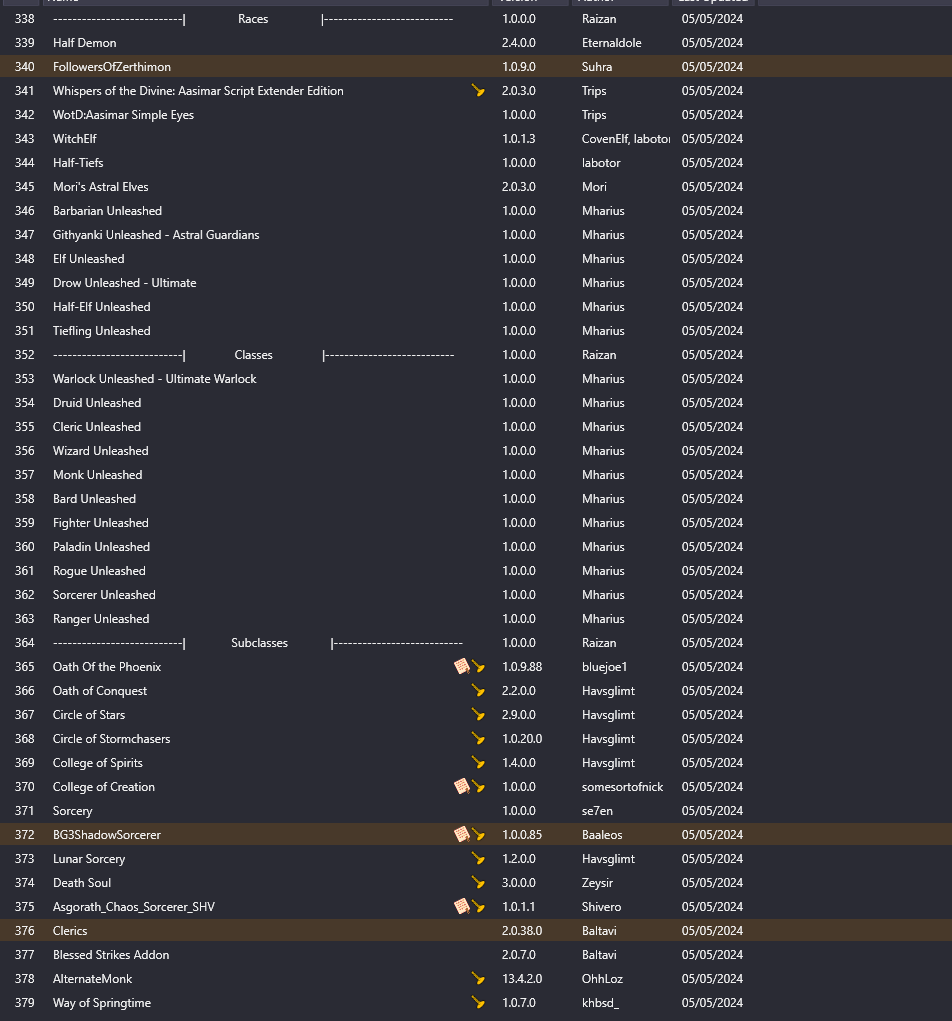 338 --------------------------| Races |-------------------------- 1.0.0.0 Raizan 05/05/2024
339 Half Demon 2.4.0.0 Eternaldole 05/05/2024
340 FollowersOfZerthimon 1.0.9.0 Suhra 05/05/2024
341 Whispers of the Divine: Aasimar Script Extender Edition 2.0.3.0 Trips 05/05/2024
342 WotD:Aasimar Simple Eyes 1.0.0.0 Trips 05/05/2024
343 WitchElf 1.0.1.3 CovenElf, labotor 05/05/2024
344 Half-Tiefs 1.0.0.0 labotor 05/05/2024
345 Mori's Astral Elves 2.0.3.0 Mori 05/05/2024
346 Barbarian Unleashed 1.0.0.0 Mharius 05/05/2024
347 Githyanki Unleashed - Astral Guardians 1.0.0.0 Mharius 05/05/2024
348 Elf Unleashed 1.0.0.0 Mharius 05/05/2024
349 Drow Unleashed - Ultimate 1.0.0.0 Mharius 05/05/2024
350 Half-Elf Unleashed 1.0.0.0 Mharius 05/05/2024
351 Tiefling Unleashed 1.0.0.0 Mharius 05/05/2024
352 --------------------------| Classes |-------------------------- 1.0.0.0 Raizan 05/05/2024
353 Warlock Unleashed - Ultimate Warlock 1.0.0.0 Mharius 05/05/2024
354 Druid Unleashed 1.0.0.0 Mharius 05/05/2024
355 Cleric Unleashed 1.0.0.0 Mharius 05/05/2024
356 Wizard Unleashed 1.0.0.0 Mharius 05/05/2024
357 Monk Unleashed 1.0.0.0 Mharius 05/05/2024
358 Bard Unleashed 1.0.0.0 Mharius 05/05/2024
359 Fighter Unleashed 1.0.0.0 Mharius 05/05/2024
360 Paladin Unleashed 1.0.0.0 Mharius 05/05/2024
361 Rogue Unleashed 1.0.0.0 Mharius 05/05/2024
362 Sorcerer Unleashed 1.0.0.0 Mharius 05/05/2024
363 Ranger Unleashed 1.0.0.0 Mharius 05/05/2024
364 --------------------------| Subclasses |-------------------------- 1.0.0.0 Raizan 05/05/2024
365 Oath Of the Phoenix 1.0.9.88 bluejoe1 05/05/2024
366 Oath of Conquest 2.2.0.0 Havsglimt 05/05/2024
367 Circle of Stars 2.9.0.0 Havsglimt 05/05/2024
368 Circle of Stormchasers 1.0.20.0 Havsglimt 05/05/2024
369 College of Spirits 1.4.0.0 Havsglimt 05/05/2024
370 College of Creation 1.0.0.0 somesortofnick 05/05/2024
371 Sorcery 1.0.0.0 se7en 05/05/2024
372 BG3ShadowSorcerer 1.0.0.85 Baaleos 05/05/2024
373 Lunar Sorcery 1.2.0.0 Havsglimt 05/05/2024
374 Death Soul 3.0.0.0 Zeysir 05/05/2024
375 Asgorath_Chaos_Sorcerer_SHV 1.0.1.1 Shivero 05/05/2024
376 Clerics 2.0.38.0 Baltavi 05/05/2024
377 Blessed Strikes Addon 2.0.7.0 Baltavi 05/05/2024
378 AlternateMonk 13.4.2.0 OhhLoz 05/05/2024
379 Way of Springtime 1.0.7.0 khbsd_ 05/05/2024